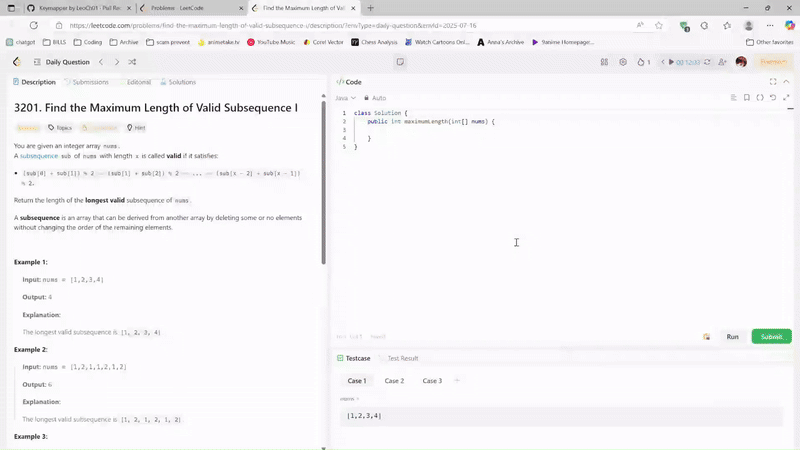 Keymapper by LexiOn01 · Pull Rec
Problems - LeetCode
Find the Maximum Length of Val
https://leetcode.com/problems/find-the-maximum-length-of-valid-subsequence-i/description/?envType=daily-question&envId=2025-07-16
chatgpt
BILLS
Coding
Archive
scam prevent
animetake.tv
YouTube Music
Coral Vector
Chess Analysis
Watch Cartoons Onl...
Anna's Archive
9anime Homepage:...
Other favorites
Daily Question
1
00:12:33
Premium
Description
Submissions
Editorial
Solutions
3201. Find the Maximum Length of Valid Subsequence I
Topics
Hint
You are given an integer array nums.
A subsequence sub of nums with length x is called valid if it satisfies:
(sub[0] + sub[1]) % 2 == (sub[1] + sub[2]) % 2 == ... == (sub[x - 2] + sub[x - 1])
% 2.
Return the length of the longest valid subsequence of nums.
A subsequence is an array that can be derived from another array by deleting some or no elements
without changing the order of the remaining elements.
Example 1:
Input: nums = [1,2,3,4]
Output: 4
Explanation:
The longest valid subsequence is [1, 2, 3, 4]
Example 2:
Input: nums = [1,2,1,1,2,1,2]
Output: 6
Explanation:
The longest valid subsequence is [1, 2, 1, 2, 1, 2]
Example 3:
Code
Java
Auto
1 class Solution {
2 public int maximumLength(int[] nums) {
3
4 }
5 }
Run
Submit
Testcase
Test Result
Case 1
Case 2
Case 3
nums =
[1,2,3,4]